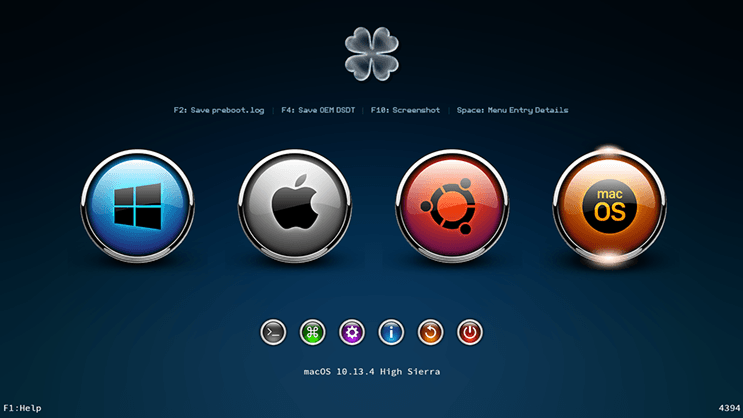 F2: Save preboot.log | F4: Save OEM DSDT | F10: Screenshot | Space: Menu Entry Details
mac
OS
macOS 10.13.4 High Sierra
F1:Help
4394